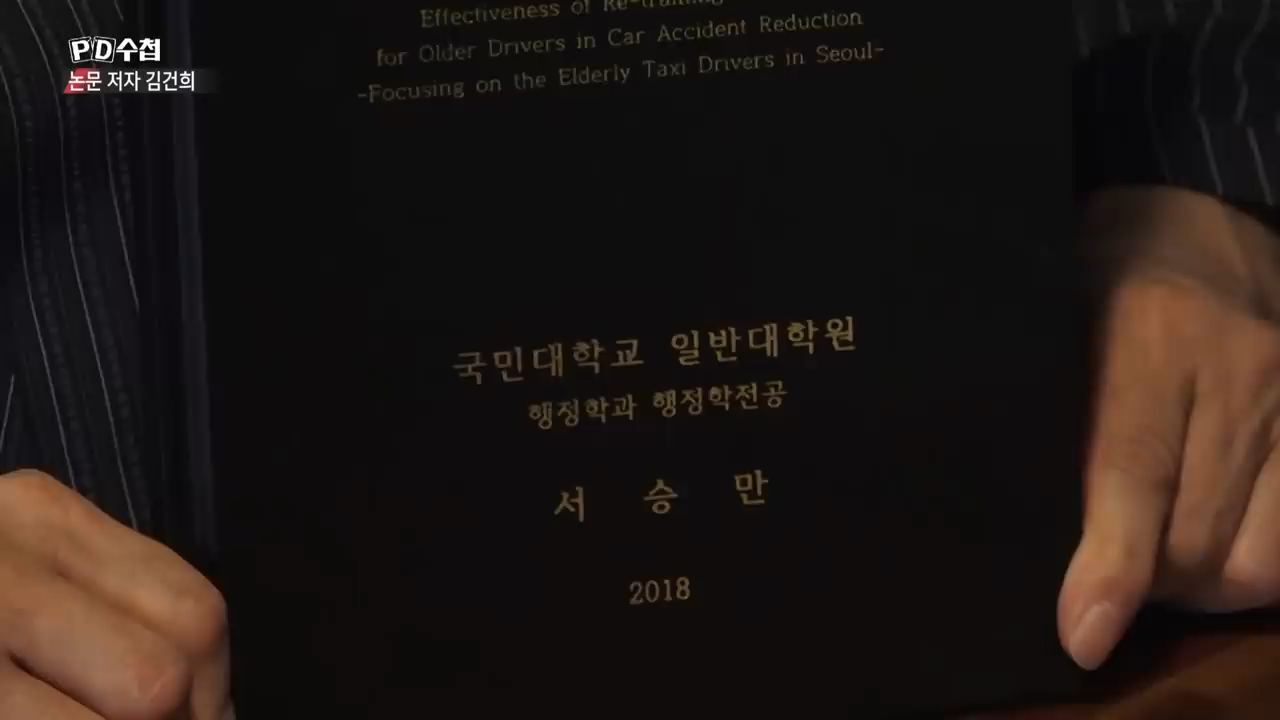 PD수첩
논문 저자 김건희
Effectiveness of Re-training
for Older Drivers in Car Accident Reduction
-Focusing on the Elderly Taxi Drivers in Seoul-
국민대학교 일반대학원
행정학과 행정학전공
서 승 만
2018